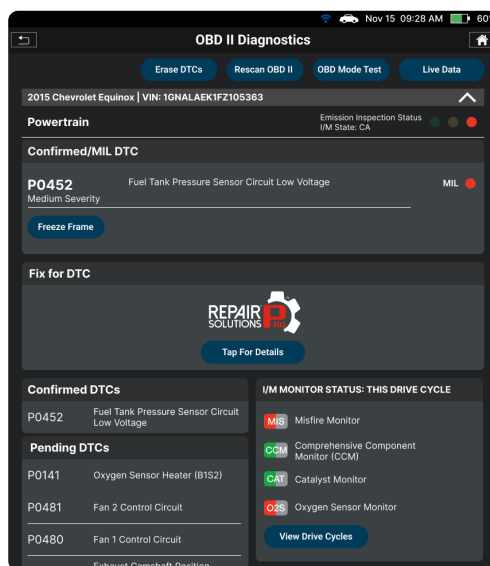 Nov 15 09:28 AM 60%
OBD II Diagnostics
Erase DTCs
Rescan OBD II
OBD Mode Test
Live Data
2015 Chevrolet Equinox | VIN: 1GNALAEK1FZ105363
Powertrain
Emission Inspection Status
I/M State: CA
Confirmed/MIL DTC
P0452
Medium Severity
Fuel Tank Pressure Sensor Circuit Low Voltage
MIL
Freeze Frame
Fix for DTC
REPAIR
SOLUTIONS
PRO
Tap For Details
Confirmed DTCs
P0452
Fuel Tank Pressure Sensor Circuit
Low Voltage
Pending DTCs
P0141 Oxygen Sensor Heater (B1S2)
P0481 Fan 2 Control Circuit
P0480 Fan 1 Control Circuit
Exhaust Camshaft Position
I/M MONITOR STATUS: THIS DRIVE CYCLE
MIS Misfire Monitor
CCM Comprehensive Component
Monitor (CCM)
CAT Catalyst Monitor
O2S Oxygen Sensor Monitor
View Drive Cycles